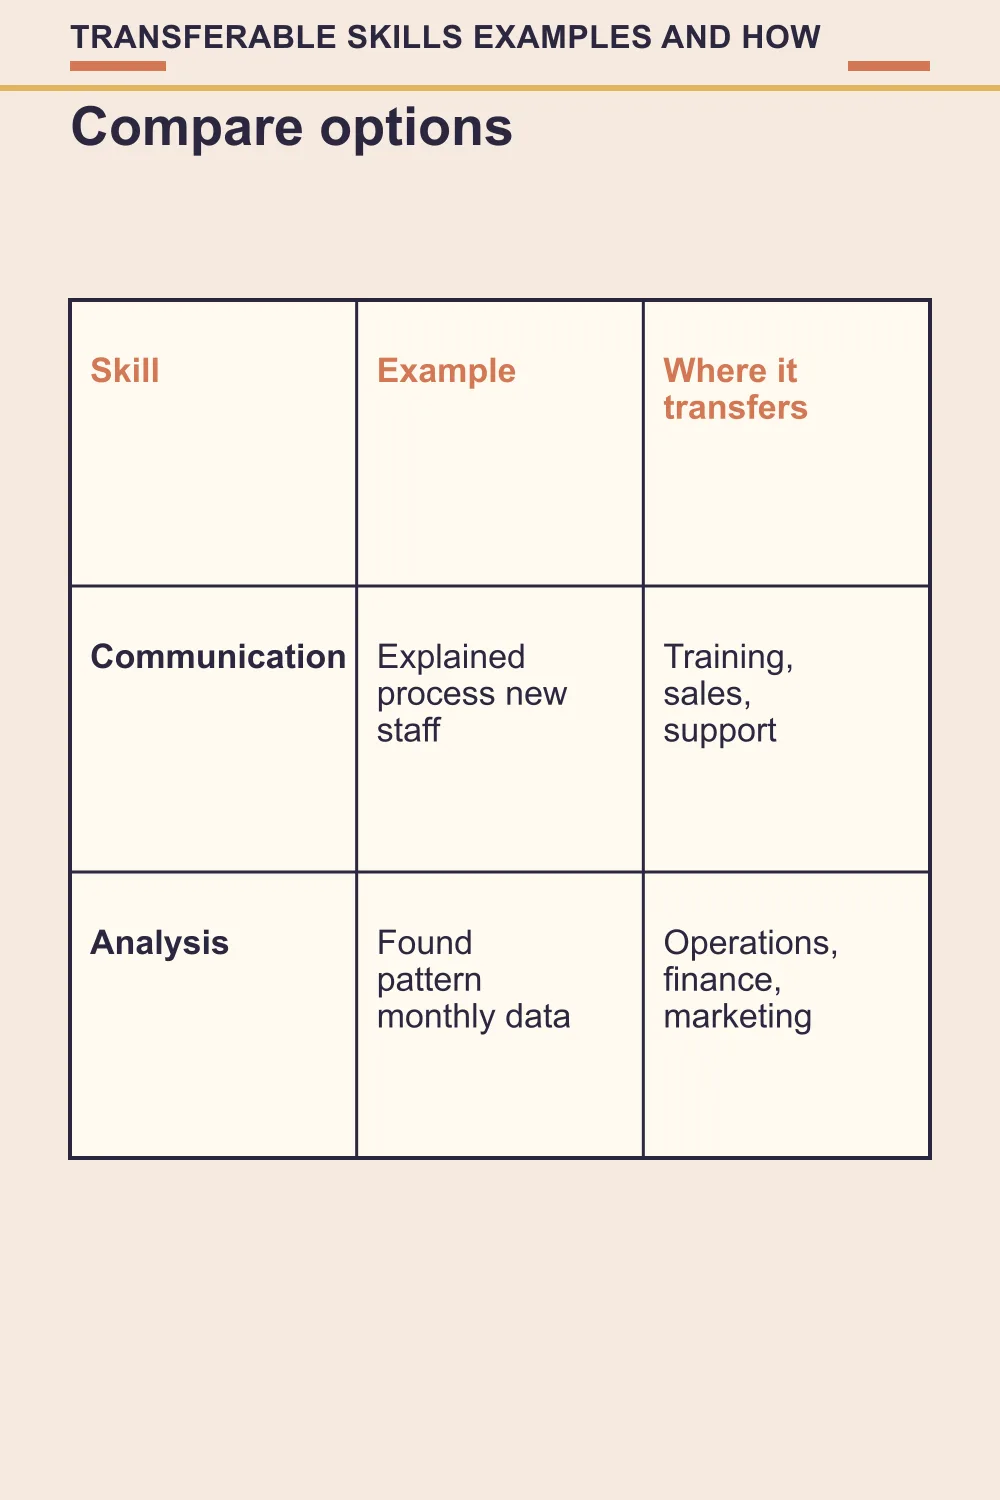 TRANSFERABLE SKILLS EXAMPLES AND HOW
Compare options
Skill
Example
Where it
transfers
Communication
Explained
process new
staff
Training,
sales,
support
Analysis
Found
pattern
monthly data
Operations,
finance,
marketing